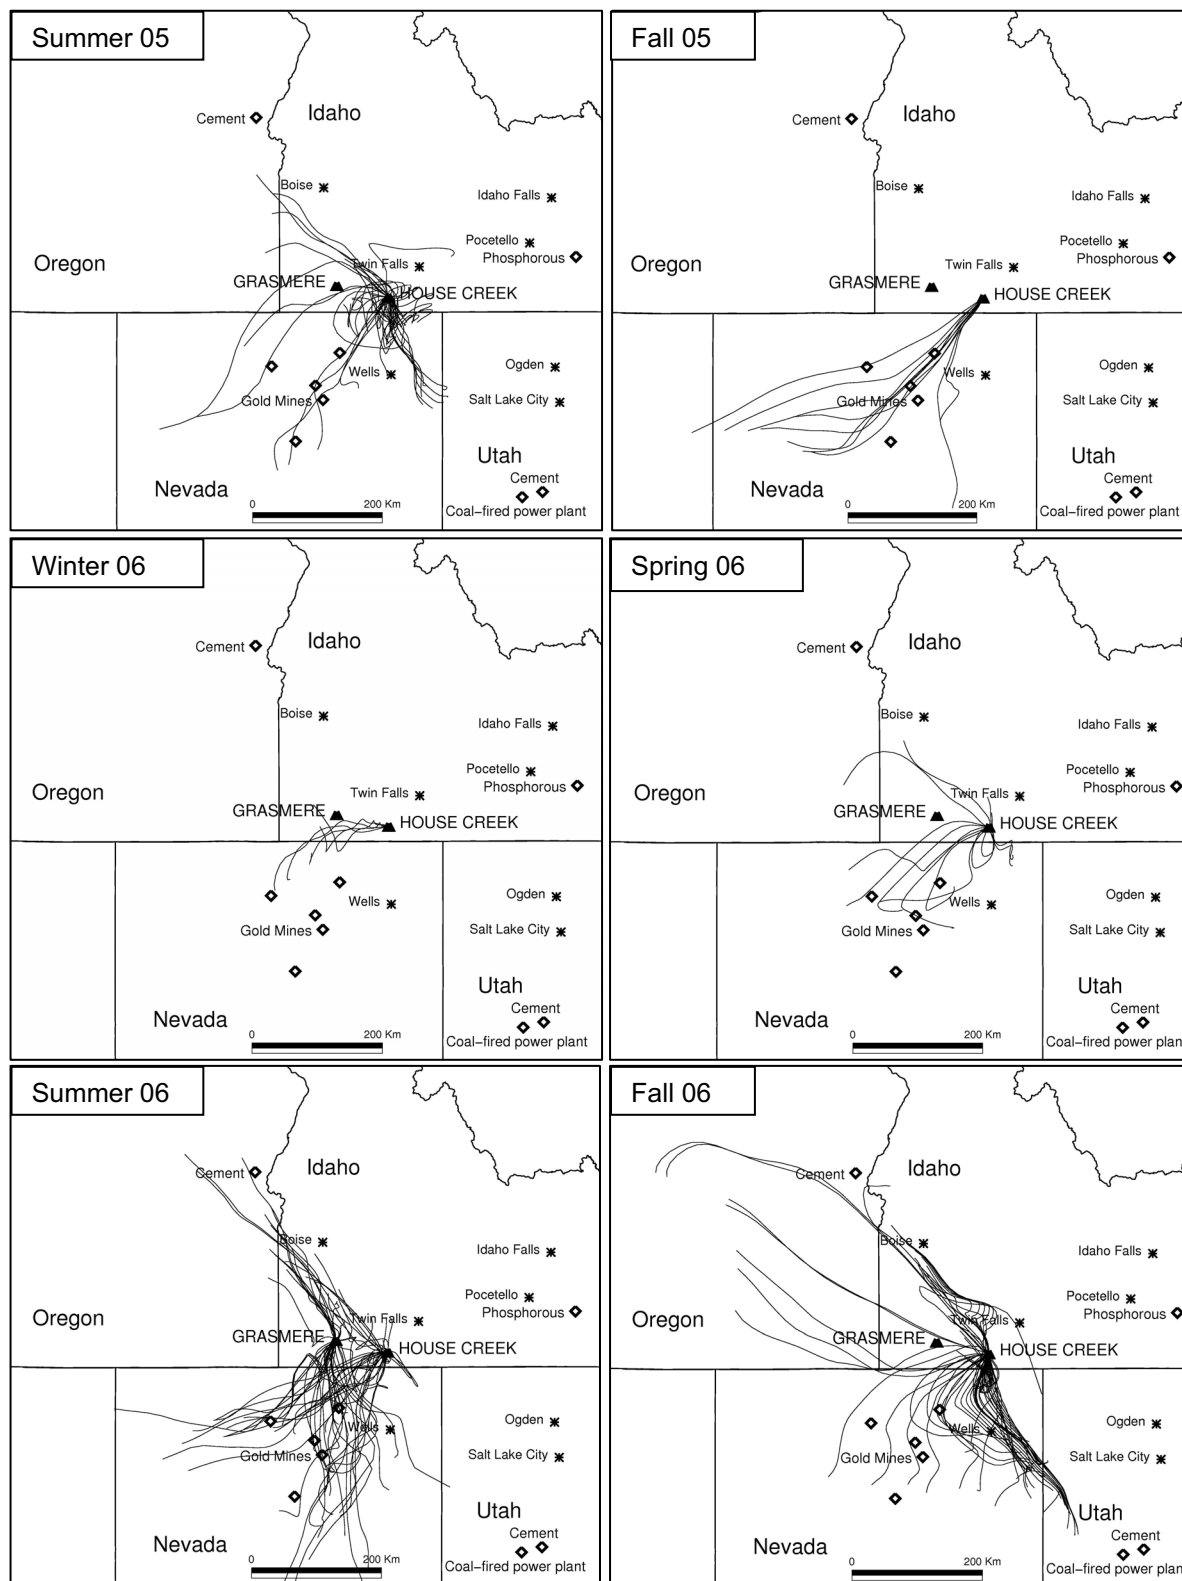 Summer 05
Cement
Idaho
Boise
Idaho Falls
Pocetello
Phosphorous
Oregon
Twin Falls
GRASMERE
HOUSE CREEK
Wells
Ogden
Gold Mines
Salt Lake City
Utah
Nevada
Cement
0
200 Km
Coal-fired power plant
Fall 05
Cement
Idaho
Boise
Idaho Falls
Pocetello
Phosphorous
Oregon
Twin Falls
GRASMERE
HOUSE CREEK
Wells
Ogden
Gold Mines
Salt Lake City
Utah
Nevada
Cement
0
200 Km
Coal-fired power plant
Winter 06
Cement
Idaho
Boise
Idaho Falls
Pocetello
Phosphorous
Oregon
Twin Falls
GRASMERE
HOUSE CREEK
Wells
Ogden
Gold Mines
Salt Lake City
Utah
Nevada
Cement
0
200 Km
Coal-fired power plant
Spring 06
Cement
Idaho
Boise
Idaho Falls
Pocetello
Phosphorous
Oregon
Twin Falls
GRASMERE
HOUSE CREEK
Wells
Ogden
Gold Mines
Salt Lake City
Utah
Nevada
Cement
0
200 Km
Coal-fired power plant
Summer 06
Cement
Idaho
Boise
Idaho Falls
Pocetello
Phosphorous
Oregon
Twin Falls
GRASMERE
HOUSE CREEK
Wells
Ogden
Gold Mines
Salt Lake City
Utah
Nevada
Cement
0
200 Km
Coal-fired power plant
Fall 06
Cement
Idaho
Boise
Idaho Falls
Pocetello
Phosphorous
Oregon
Twin Falls
GRASMERE
HOUSE CREEK
Wells
Ogden
Gold Mines
Salt Lake City
Utah
Nevada
Cement
0
200 Km
Coal-fired power plant